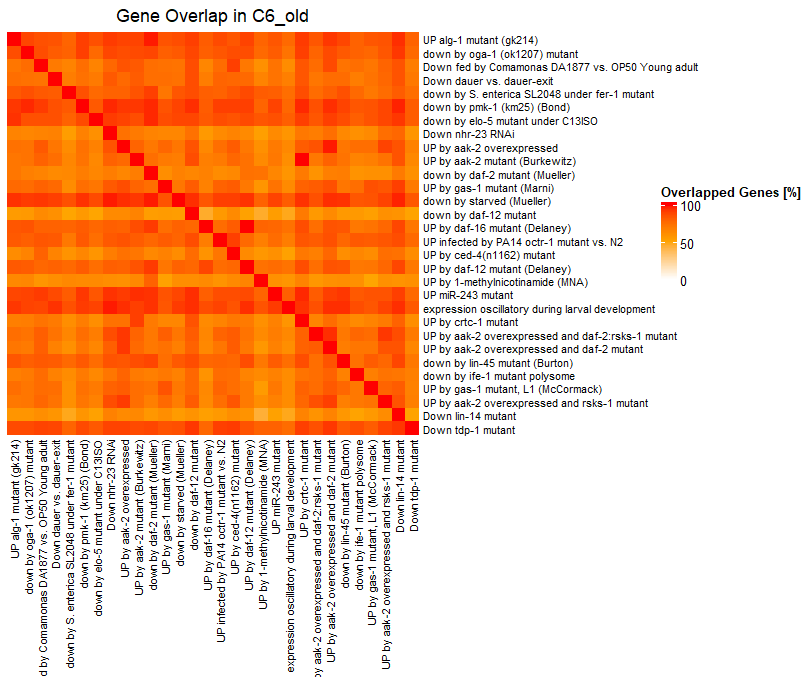 Gene Overlap in C6_old
UP alg-1 mutant (gk214)
down by oga-1 (ok1207) mutant
Down fed by Comamonas DA1877 vs. OP50 Young adult
Down dauer vs. dauer-exit
down by S. enterica SL2048 under fer-1 mutant
down by pmk-1 (km25) (Bond)
down by elo-5 mutant under C13ISO
Down nhr-23 RNAi
UP by aak-2 overexpressed
UP by aak-2 mutant (Burkewitz)
down by daf-2 mutant (Mueller)
UP by gas-1 mutant (Marni)
down by starved (Mueller)
down by daf-12 mutant
UP by daf-16 mutant (Delaney)
UP infected by PA14 octr-1 mutant vs. N2
UP by ced-4(n1162) mutant
UP by daf-12 mutant (Delaney)
UP by 1-methylnicotinamide (MNA)
UP miR-243 mutant
expression oscillatory during larval development
UP by crtc-1 mutant
UP by aak-2 overexpressed and daf-2:rsks-1 mutant
UP by aak-2 overexpressed and daf-2 mutant
down by lin-45 mutant (Burton)
down by ife-1 mutant polysome
UP by gas-1 mutant, L1 (McCormack)
UP by aak-2 overexpressed and rsks-1 mutant
Down lin-14 mutant
Down tdp-1 mutant
Overlapped Genes [%]
100
50
0
UP alg-1 mutant (gk214)
down by oga-1 (ok1207) mutant
d by Comamonas DA1877 vs. OP50 Young adult
Down dauer vs. dauer-exit
down by S. enterica SL2048 under fer-1 mutant
down by pmk-1 (km25) (Bond)
down by elo-5 mutant under C13ISO
Down nhr-23 RNAi
UP by aak-2 overexpressed
UP by aak-2 mutant (Burkewitz)
down by daf-2 mutant (Mueller)
UP by gas-1 mutant (Marni)
down by starved (Mueller)
down by daf-12 mutant
UP by daf-16 mutant (Delaney)
UP infected by PA14 octr-1 mutant vs. N2
UP by ced-4(n1162) mutant
UP by daf-12 mutant (Delaney)
UP by 1-methylnicotinamide (MNA)
UP miR-243 mutant
expression oscillatory during larval development
UP by crtc-1 mutant
by aak-2 overexpressed and daf-2:rsks-1 mutant
UP by aak-2 overexpressed and daf-2 mutant
down by lin-45 mutant (Burton)
down by ife-1 mutant polysome
UP by gas-1 mutant, L1 (McCormack)
UP by aak-2 overexpressed and rsks-1 mutant
Down lin-14 mutant
Down tdp-1 mutant